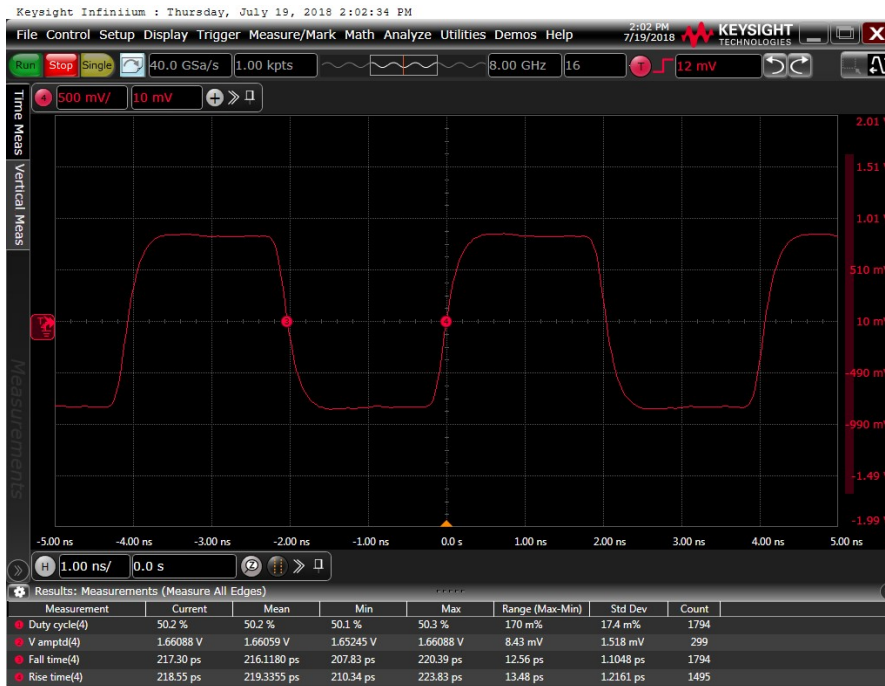 Keysight Infiniium : Thursday, July 19, 2018 2:02:34 PM
File Control Setup Display Trigger Measure/Mark Math Analyze Utilities Demos Help 2:02 PM 7/19/2018 KEYSIGHT TECHNOLOGIES X
Run Stop Single 40.0 GSa/s 1.00 kpts 8.00 GHz 16 T 12 mV
4 500 mV/ 10 mV +
Time Meas
Vertical Meas
Measurements
2.01
1.51
1.01
510 m
10 m
-490 m
-990 m
-1.49
-1.99
3 4
-5.00 ns -4.00 ns -3.00 ns -2.00 ns -1.00 ns 0.0 s 1.00 ns 2.00 ns 3.00 ns 4.00 ns 5.00 ns
H 1.00 ns/ 0.0 s
Results: Measurements (Measure All Edges)
Measurement Current Mean Min Max Range (Max-Min) Std Dev Count
1 Duty cycle(4) 50.2 % 50.2 % 50.1 % 50.3 % 170 m% 17.4 m% 1794
2 V amptd(4) 1.66088 V 1.66059 V 1.65245 V 1.66088 V 8.43 mV 1.518 mV 299
3 Fall time(4) 217.30 ps 216.1180 ps 207.83 ps 220.39 ps 12.56 ps 1.1048 ps 1794
4 Rise time(4) 218.55 ps 219.3355 ps 210.34 ps 223.83 ps 13.48 ps 1.2161 ps 1495